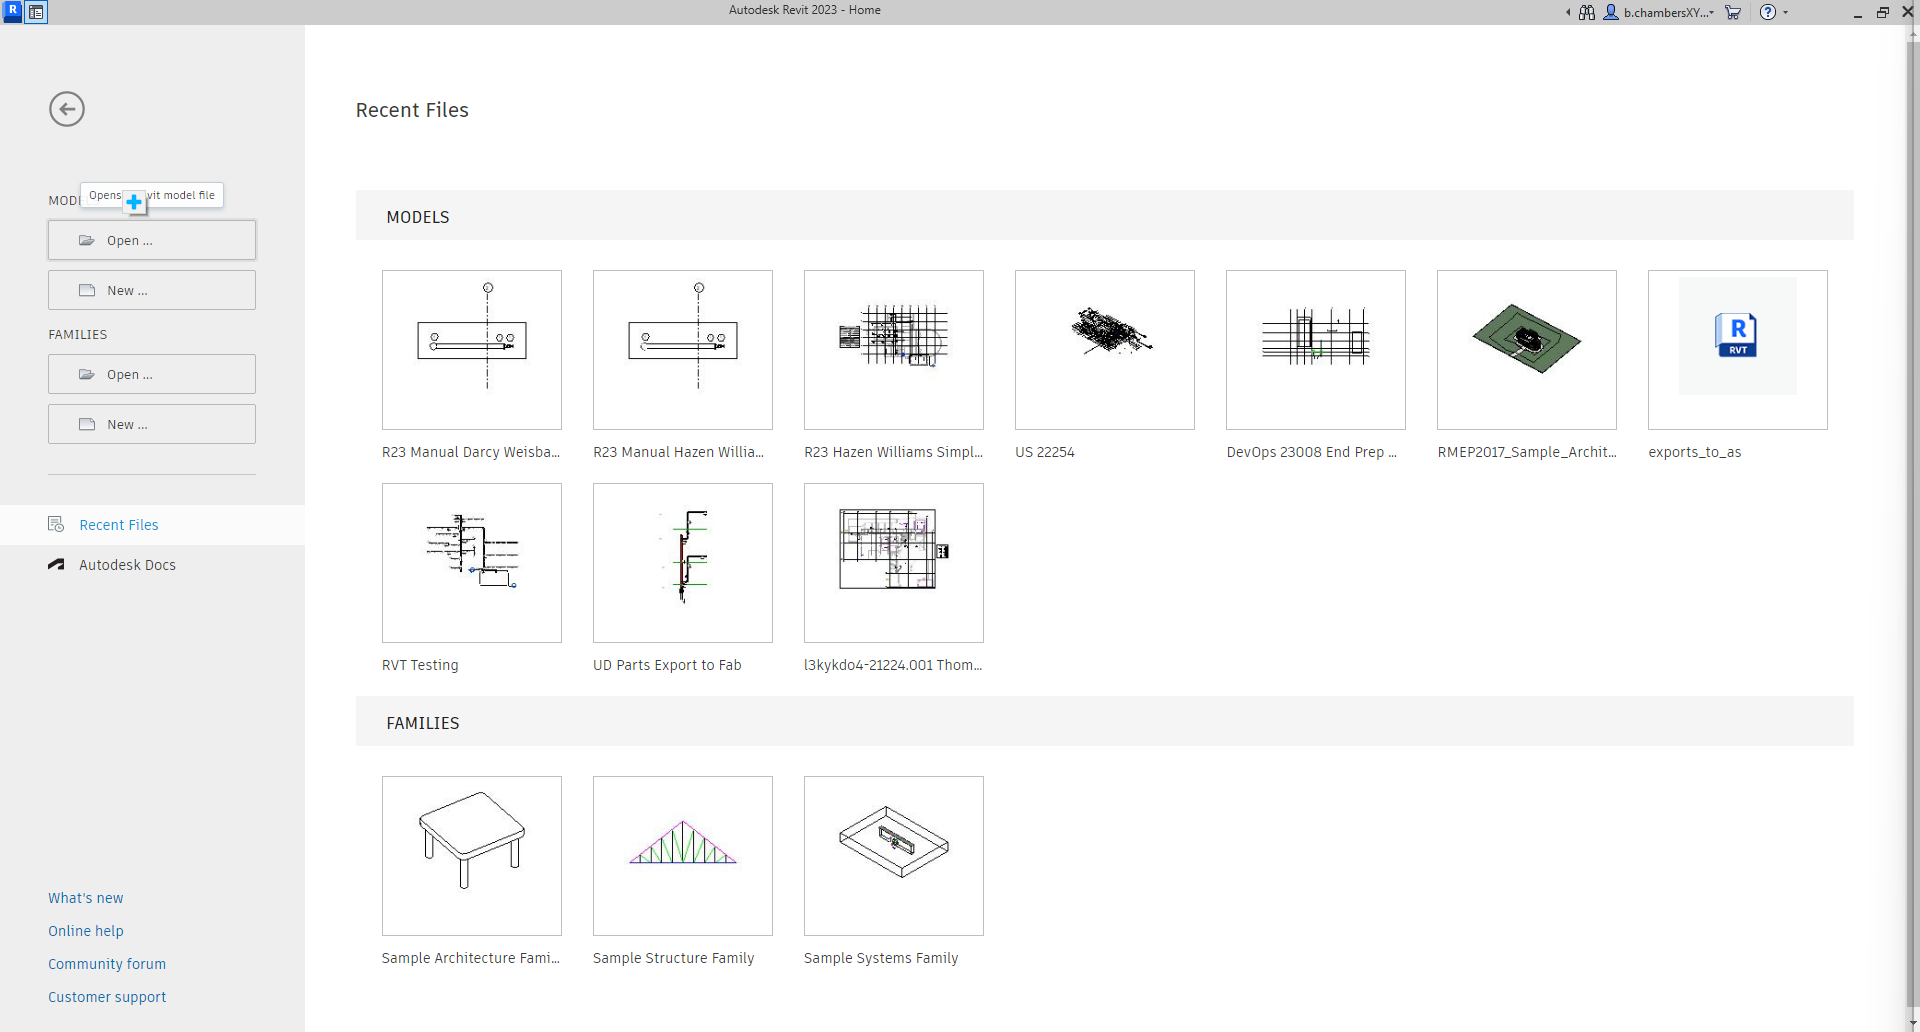 R
Autodesk Revit 2023 - Home
b.chambersXY...
Recent Files
Opens vit model file
Open ...
New ...
FAMILIES
Open ...
New ...
Recent Files
Autodesk Docs
What's new
Online help
Community forum
Customer support
MODELS
R
RVT
R23 Manual Darcy Weisba...
R23 Manual Hazen Willia...
R23 Hazen Williams Simpl...
US 22254
DevOps 23008 End Prep ...
RMEP2017_Sample_Archit...
exports_to_as
RVT Testing
UD Parts Export to Fab
l3kykdo4-21224.001 Thom...
FAMILIES
Sample Architecture Fami...
Sample Structure Family
Sample Systems Family